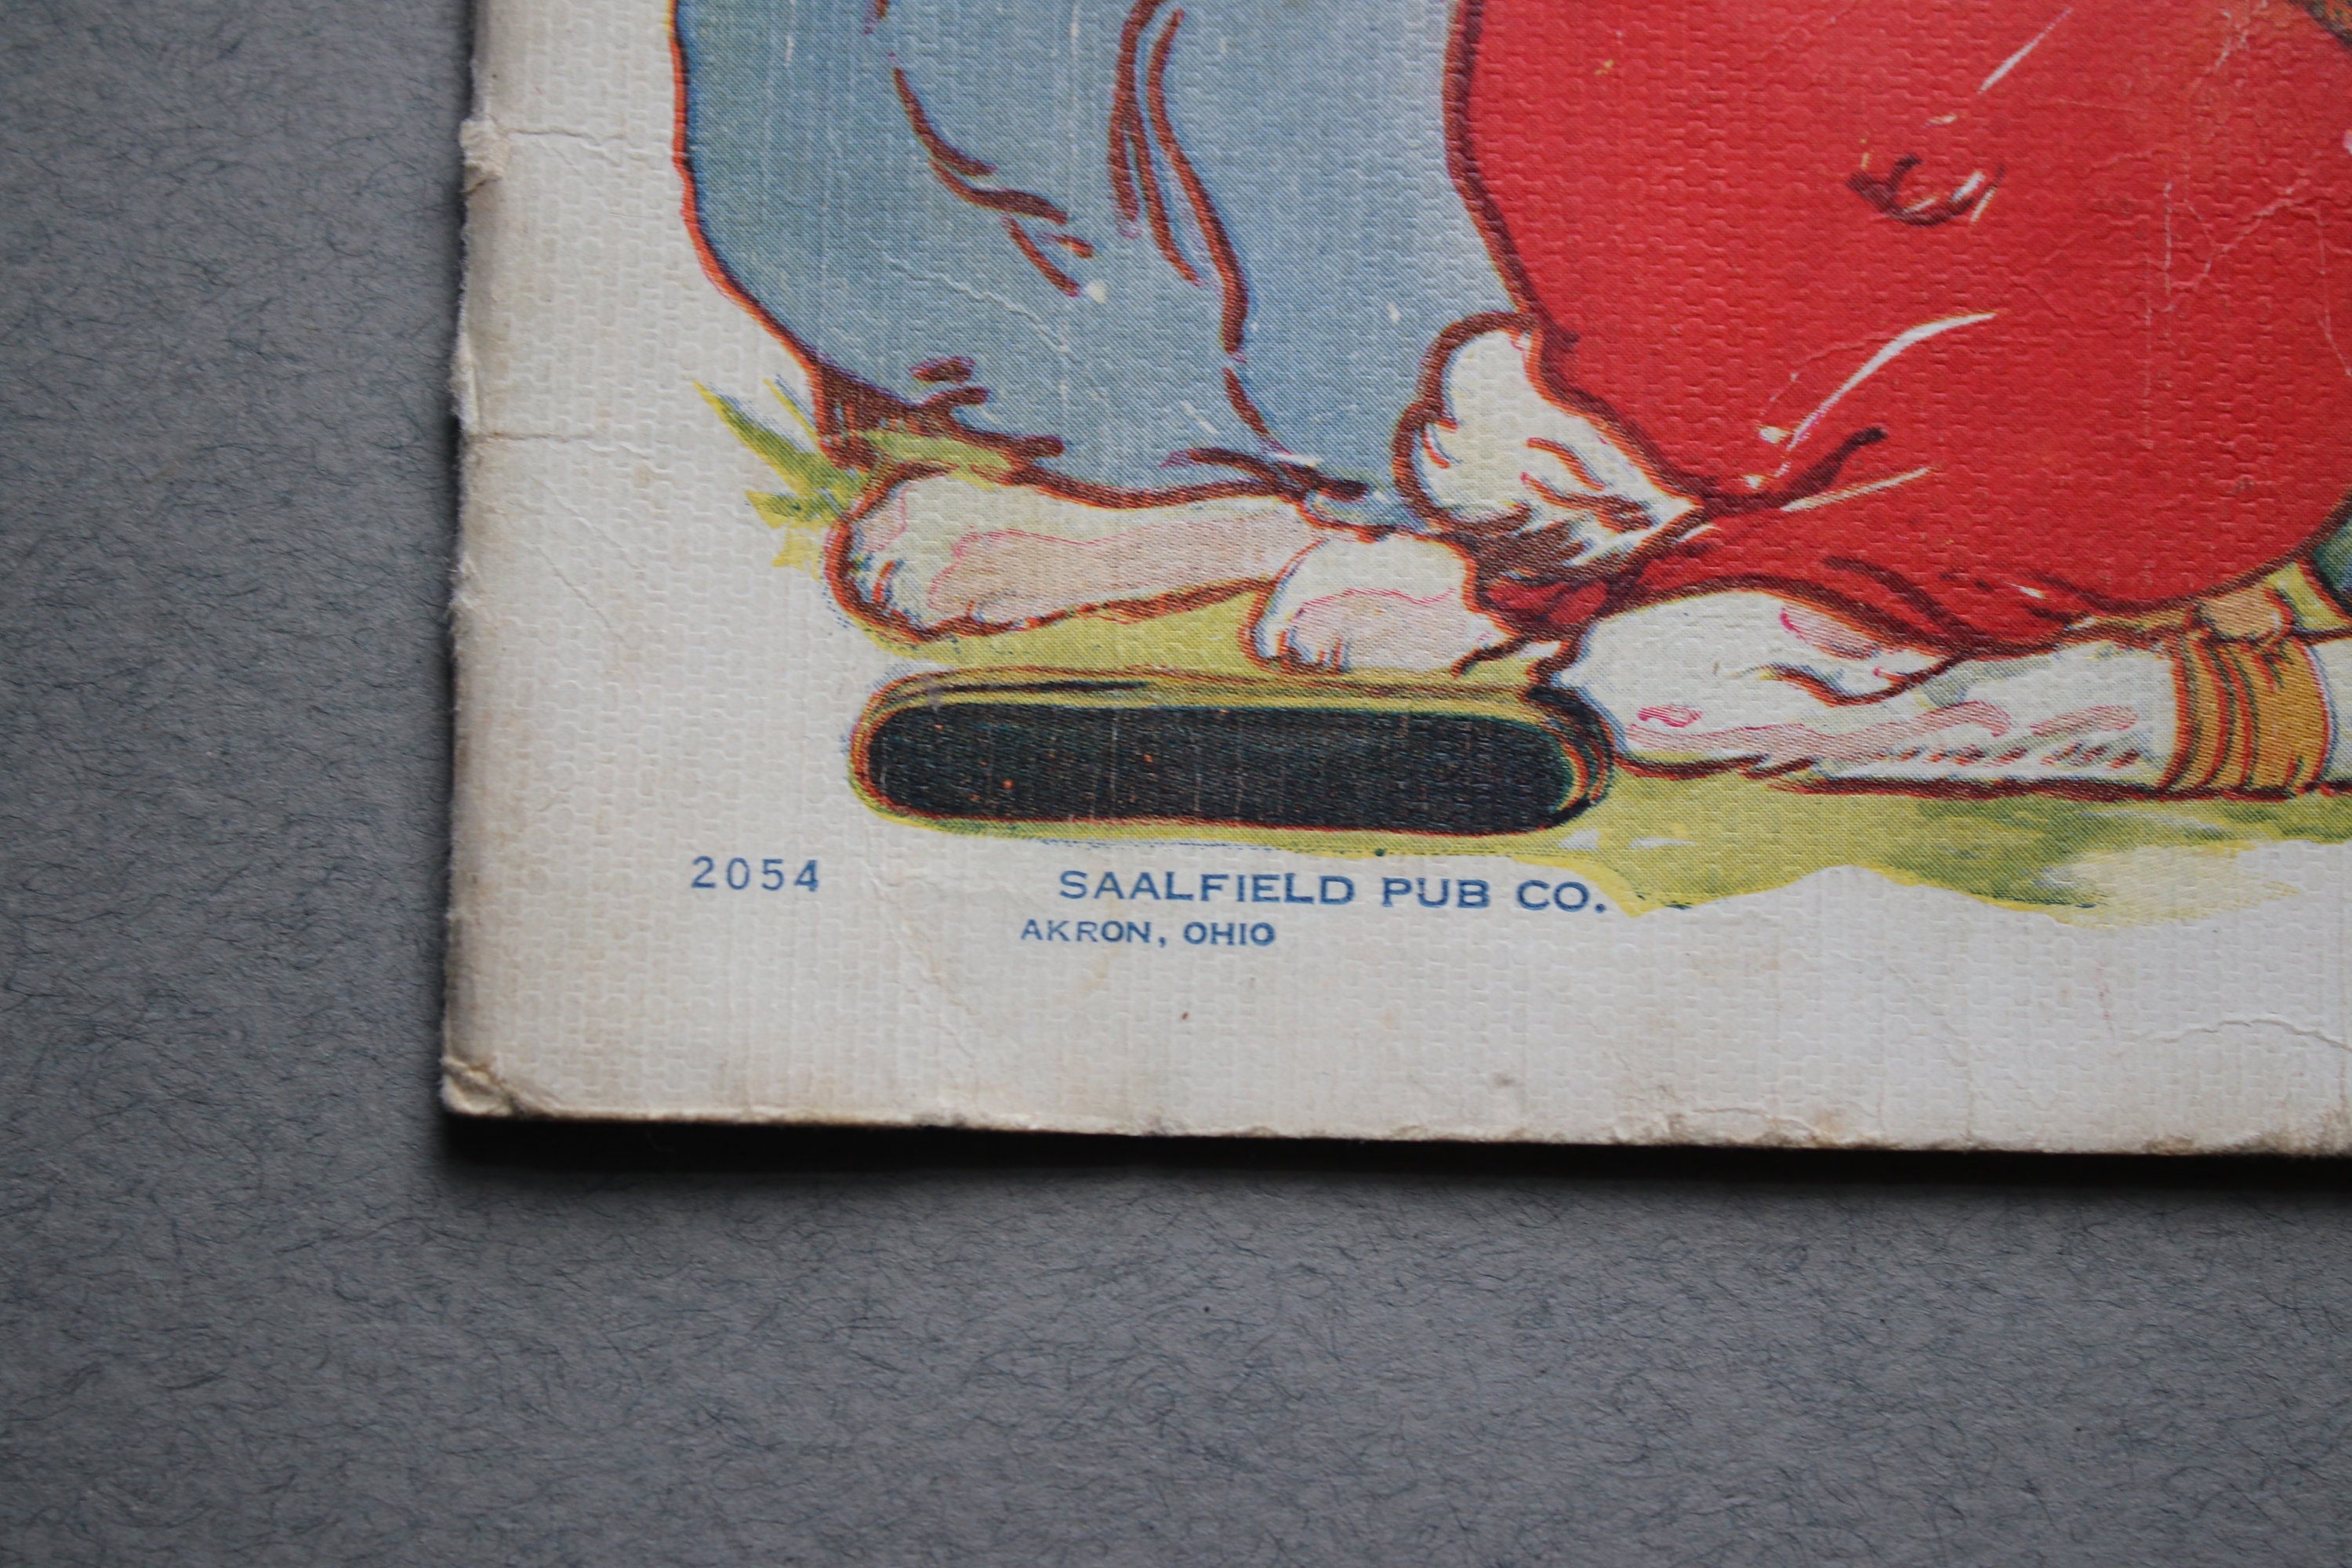 2054 SAALFIELD PUB CO.
AKRON, OHIO